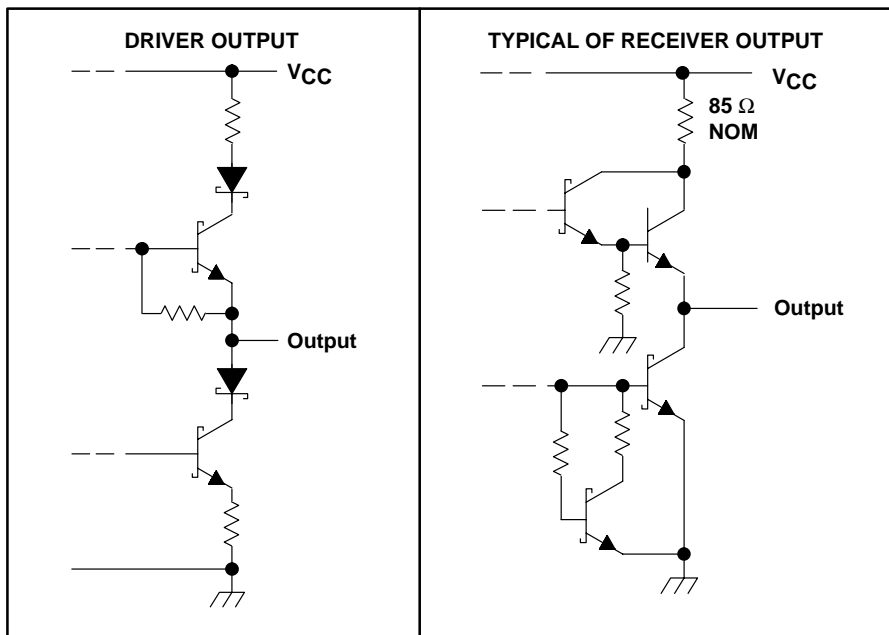 DRIVER OUTPUT
VCC
Output
TYPICAL OF RECEIVER OUTPUT
VCC
85 Ω
NOM
Output